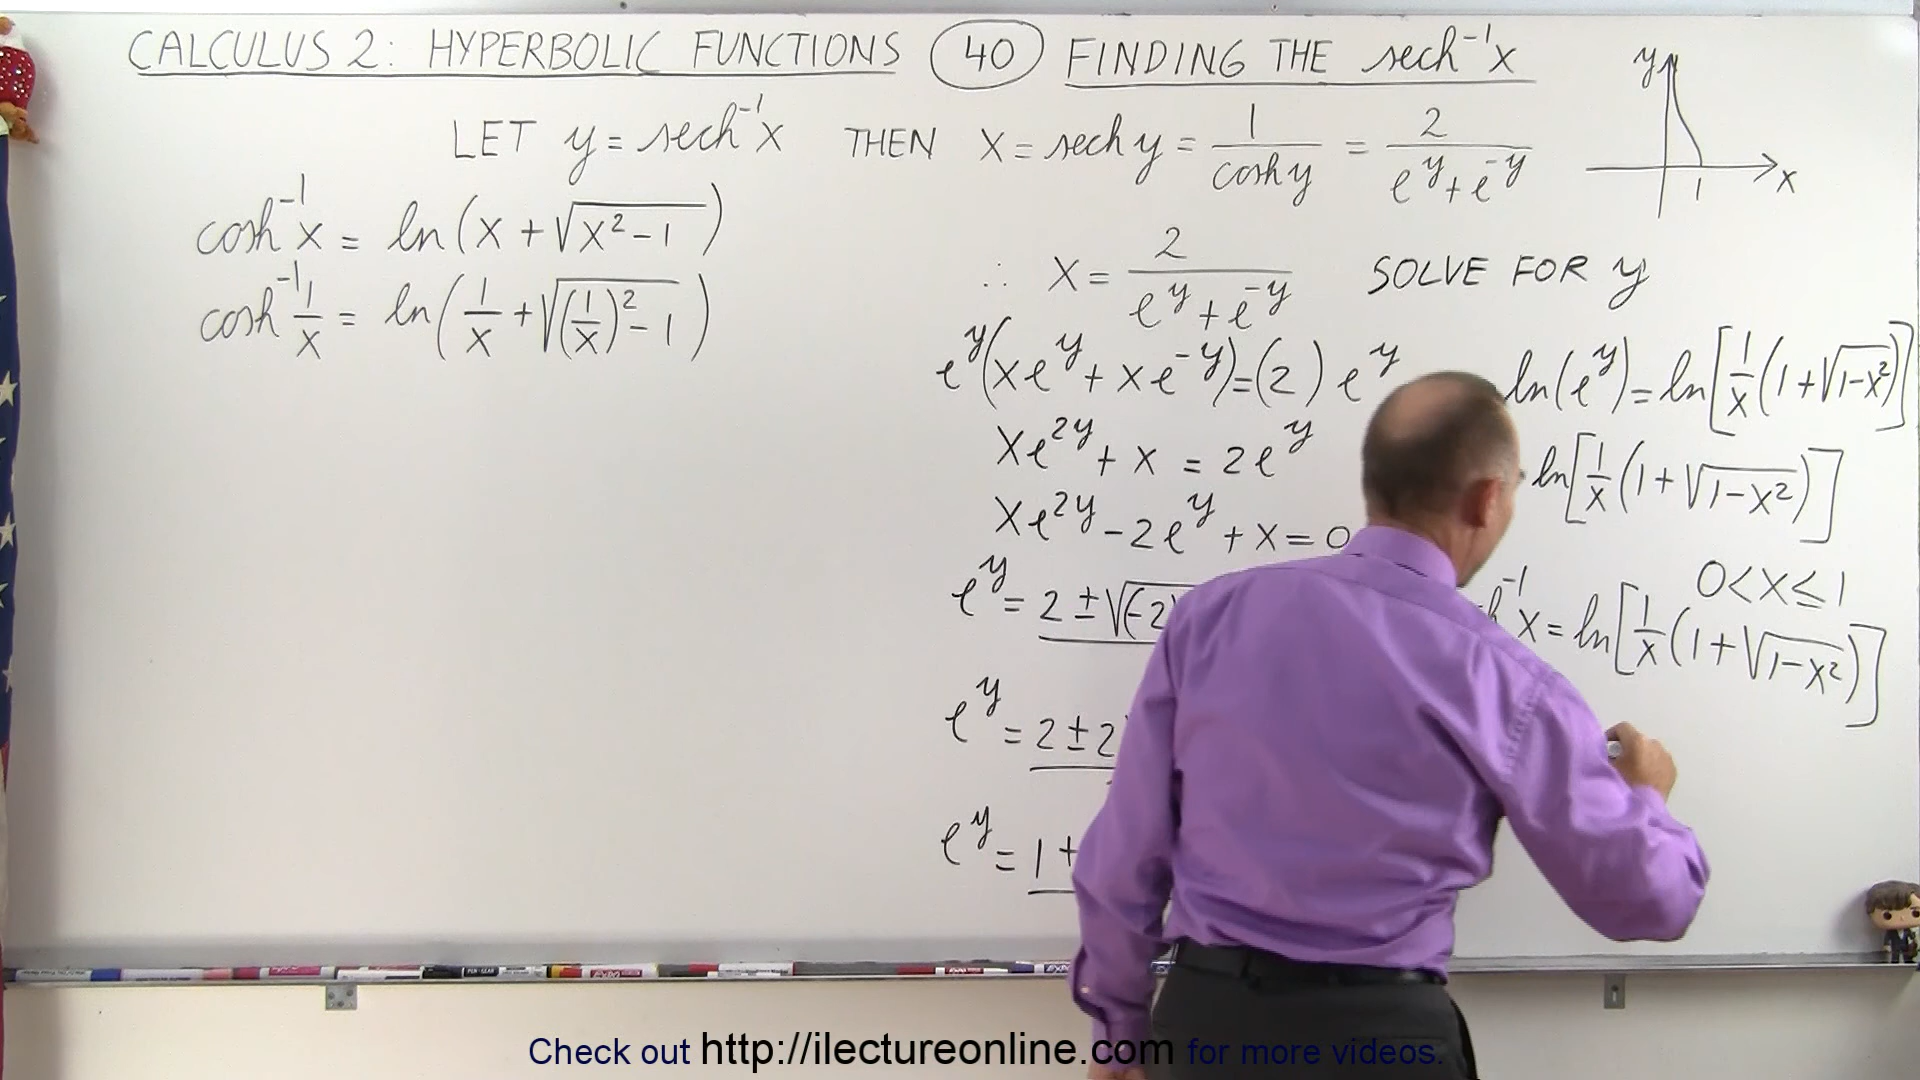 CALCULUS 2: HYPERBOLIC FUNCTIONS 40 FINDING THE sech⁻¹x
LET y = sech⁻¹x THEN x = sech y = 1/cosh y = 2/(e^y + e^-y)
y
x
1
cosh⁻¹x = ln(x + √(x² - 1))
cosh⁻¹ 1/x = ln(1/x + √((1/x)² - 1))
∴ x = 2/(e^y + e^-y) SOLVE FOR y
e^y(xe^y + xe^-y) = (2)e^y
xe^2y + x = 2e^y
xe^2y - 2e^y + x = 0
e^y = 2 ± √(-2)
e^y = 2 ± 2
e^y = 1 ±
ln(e^y) = ln[1/x(1 + √(1-x²))]
ln[1/x(1 + √(1-x²))]
0 < x ≤ 1
h⁻¹x = ln[1/x(1 + √(1-x²))]
EXPO
Check out http://ilectureonline.com for more videos.